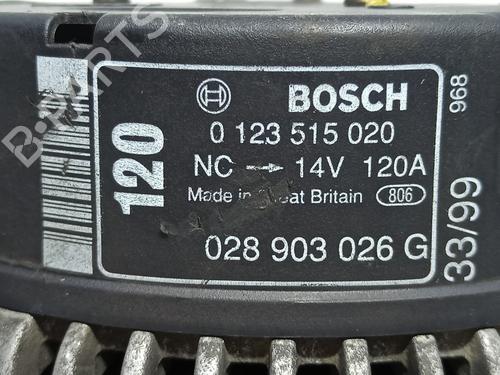 BOSCH
0 123 515 020
NC → 14V 120A
Made in Great Britain 806
028 903 026 G
120
968
33/99
B-PARTS